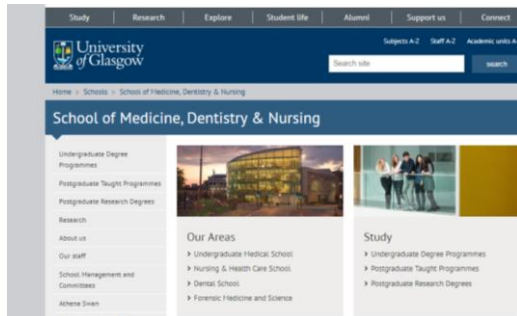 Study
Research
Explore
Student life
Alumni
Support us
Connect
Subjects A-Z
Staff A-Z
Academic units A
University
of Glasgow
Search site
search
Home > Schools > School of Medicine, Dentistry & Nursing
School of Medicine, Dentistry & Nursing
Undergraduate Degree
Programmes
Postgraduate Taught Programmes
Postgraduate Research Degrees
Research
About us
Our staff
School Management and
Committees
Athena Swan
Our Areas
> Undergraduate Medical School
> Nursing & Health Care School
> Dental School
> Forensic Medicine and Science
Study
> Undergraduate Degree Programmes
> Postgraduate Taught Programmes
> Postgraduate Research Degrees